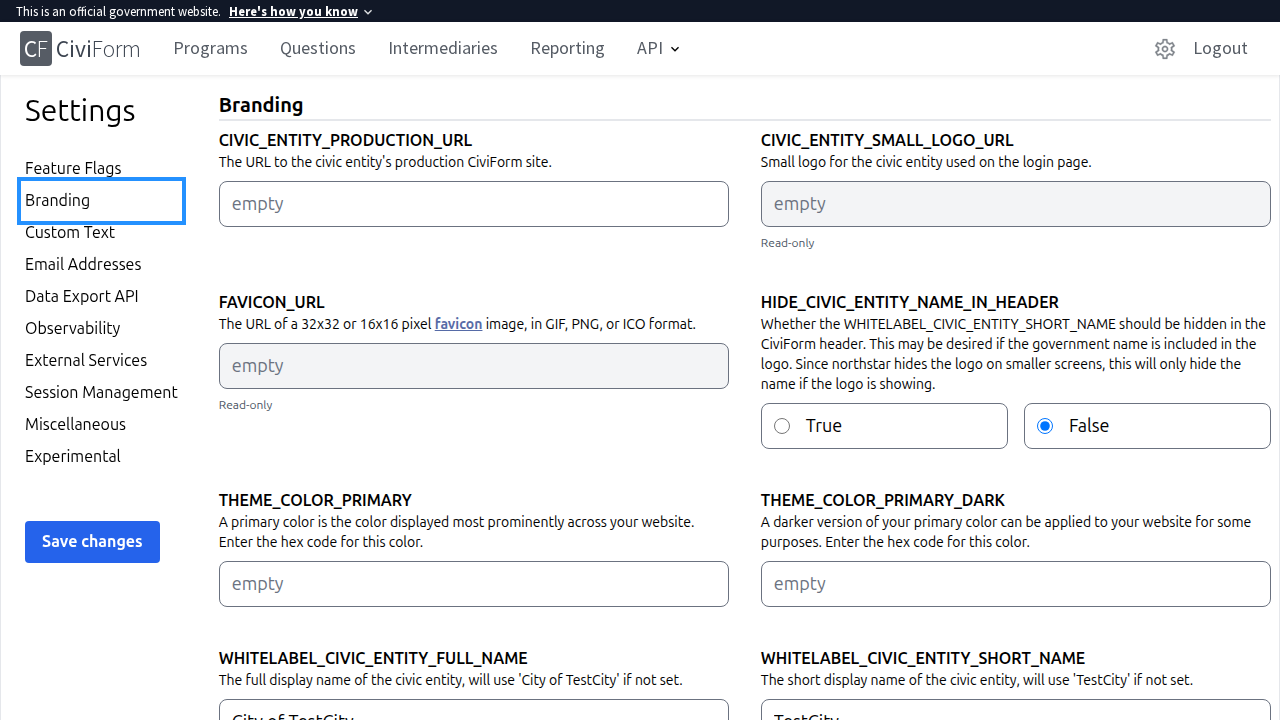 This is an official government website. Here's how you know
CF CiviForm Programs Questions Intermediaries Reporting API Logout
Settings
Feature Flags
Branding
Custom Text
Email Addresses
Data Export API
Observability
External Services
Session Management
Miscellaneous
Experimental
Save changes
Branding
CIVIC_ENTITY_PRODUCTION_URL
The URL to the civic entity's production CiviForm site.
empty
CIVIC_ENTITY_SMALL_LOGO_URL
Small logo for the civic entity used on the login page.
empty
Read-only
FAVICON_URL
The URL of a 32x32 or 16x16 pixel favicon image, in GIF, PNG, or ICO format.
empty
Read-only
HIDE_CIVIC_ENTITY_NAME_IN_HEADER
Whether the WHITELABEL_CIVIC_ENTITY_SHORT_NAME should be hidden in the
CiviForm header. This may be desired if the government name is included in the
logo. Since northstar hides the logo on smaller screens, this will only hide the
name if the logo is showing.
True False
THEME_COLOR_PRIMARY
A primary color is the color displayed most prominently across your website.
Enter the hex code for this color.
empty
THEME_COLOR_PRIMARY_DARK
A darker version of your primary color can be applied to your website for some
purposes. Enter the hex code for this color.
empty
WHITELABEL_CIVIC_ENTITY_FULL_NAME
The full display name of the civic entity, will use 'City of TestCity' if not set.
City of TestCity
WHITELABEL_CIVIC_ENTITY_SHORT_NAME
The short display name of the civic entity, will use 'TestCity' if not set.
TestCity